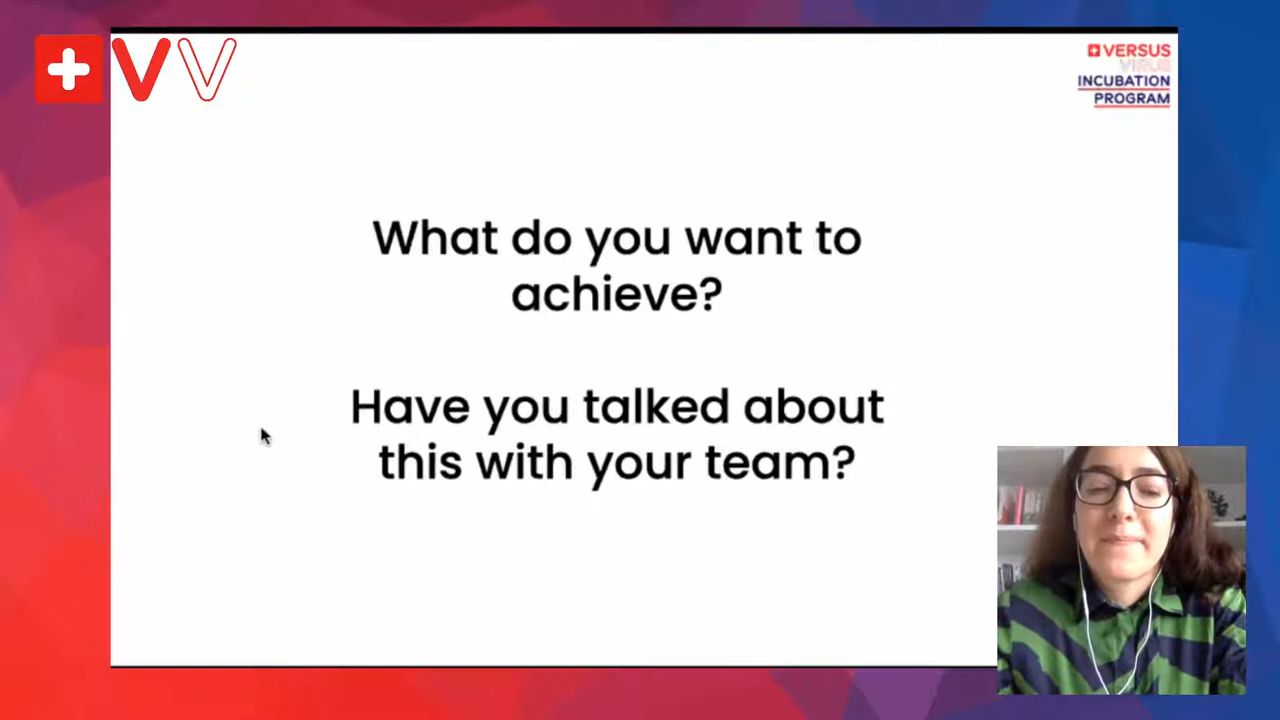 VV
VERSUS
VIRUS
INCUBATION
PROGRAM
What do you want to
achieve?
Have you talked about
this with your team?